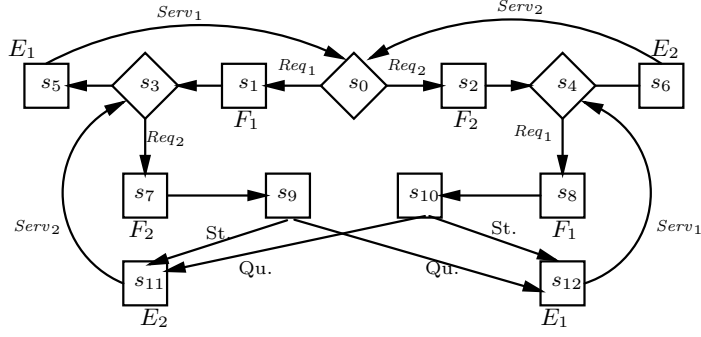 Serv₁ Serv₂
E₁ E₂
Req₁ Req₂
s₅ s₃ s₁ s₀ s₂ s₄ s₆
F₁ F₂
Req₂ Req₁
s₇ s₉ s₁₀ s₈
F₂ F₁
Serv₂ St. St. Serv₁
Qu. Qu.
s₁₁ s₁₂
E₂ E₁